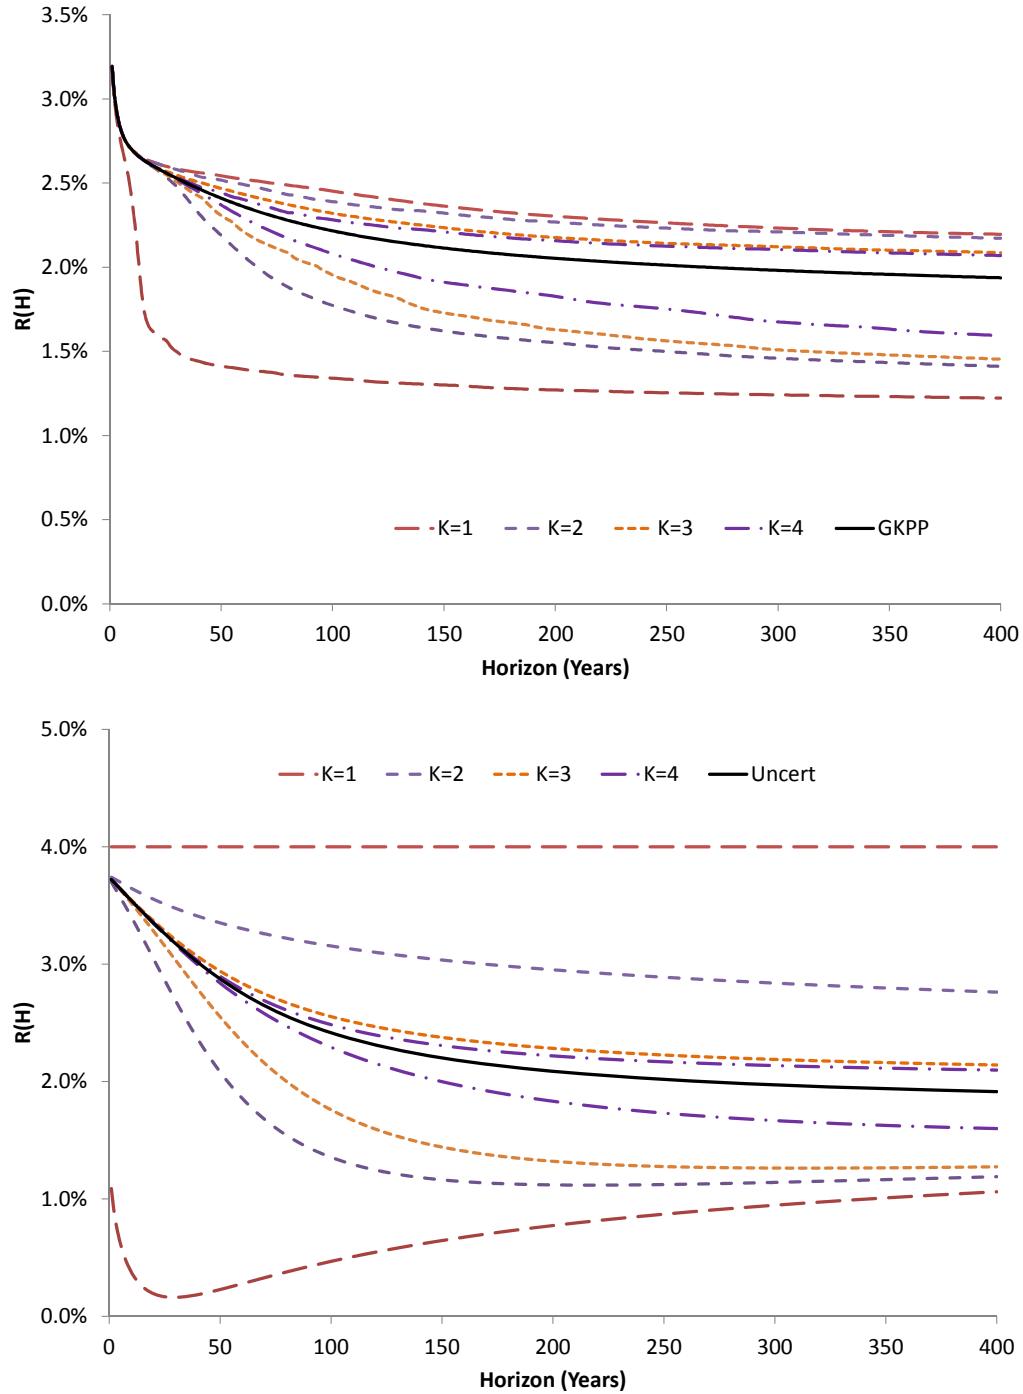 3.5%
3.0%
2.5%
2.0%
1.5%
1.0%
0.5%
0.0%
R(H)
K=1 K=2 K=3 K=4 GKPP
0 50 100 150 200 250 300 350 400
Horizon (Years)
5.0%
4.0%
3.0%
2.0%
1.0%
0.0%
R(H)
K=1 K=2 K=3 K=4 Uncert
0 50 100 150 200 250 300 350 400
Horizon (Years)